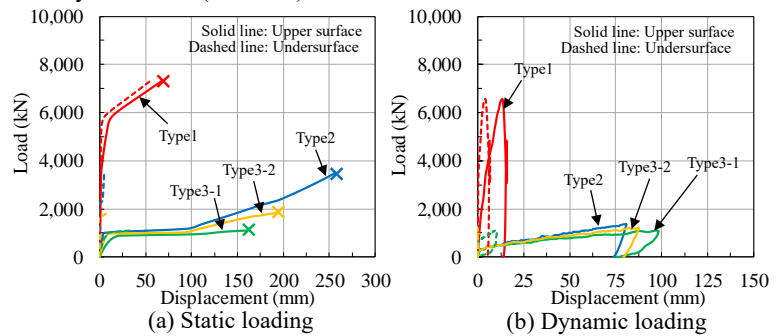 10,000
8,000
6,000
4,000
2,000
0
Load (kN)
Solid line: Upper surface
Dashed line: Undersurface
Type1
Type2
Type3-2
Type3-1
0 50 100 150 200 250 300
Displacement (mm)
(a) Static loading
10,000
8,000
6,000
4,000
2,000
0
Load (kN)
Solid line: Upper surface
Dashed line: Undersurface
Type1
Type2
Type3-2
Type3-1
0 25 50 75 100 125 150
Displacement (mm)
(b) Dynamic loading